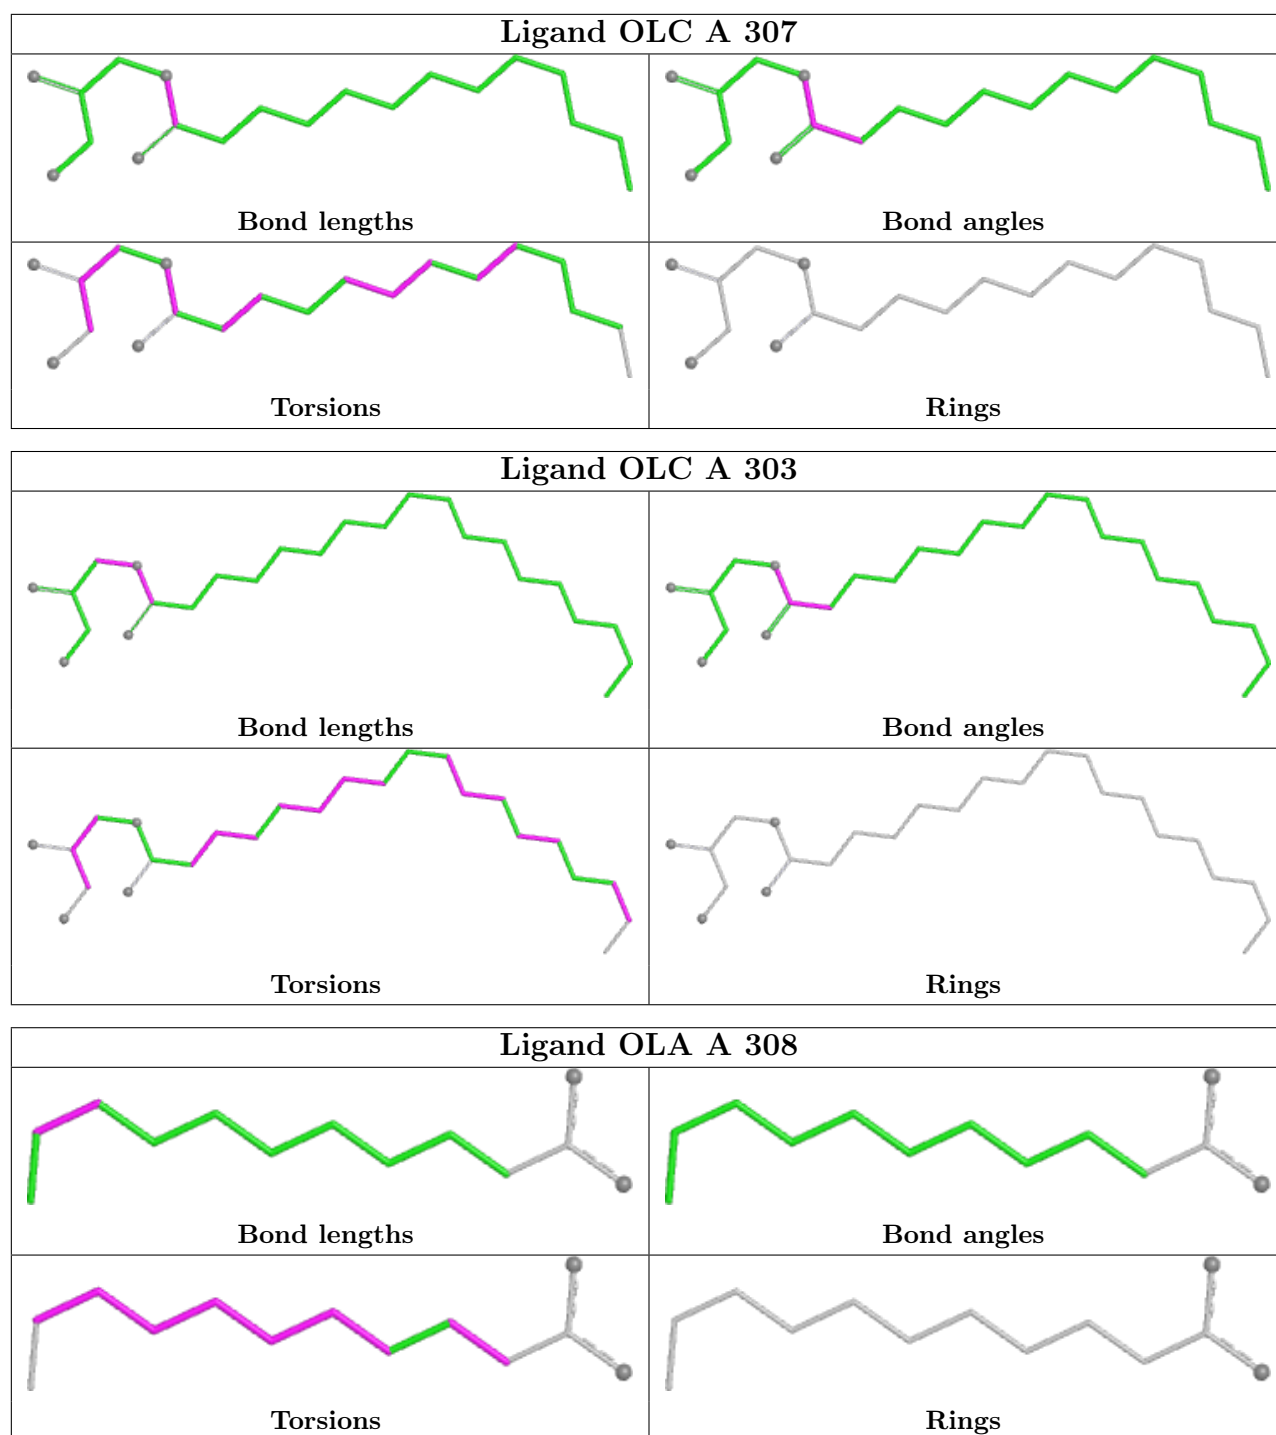 Ligand OLC A 307
Bond lengths
Bond angles
Torsions
Rings
Ligand OLC A 303
Bond lengths
Bond angles
Torsions
Rings
Ligand OLA A 308
Bond lengths
Bond angles
Torsions
Rings